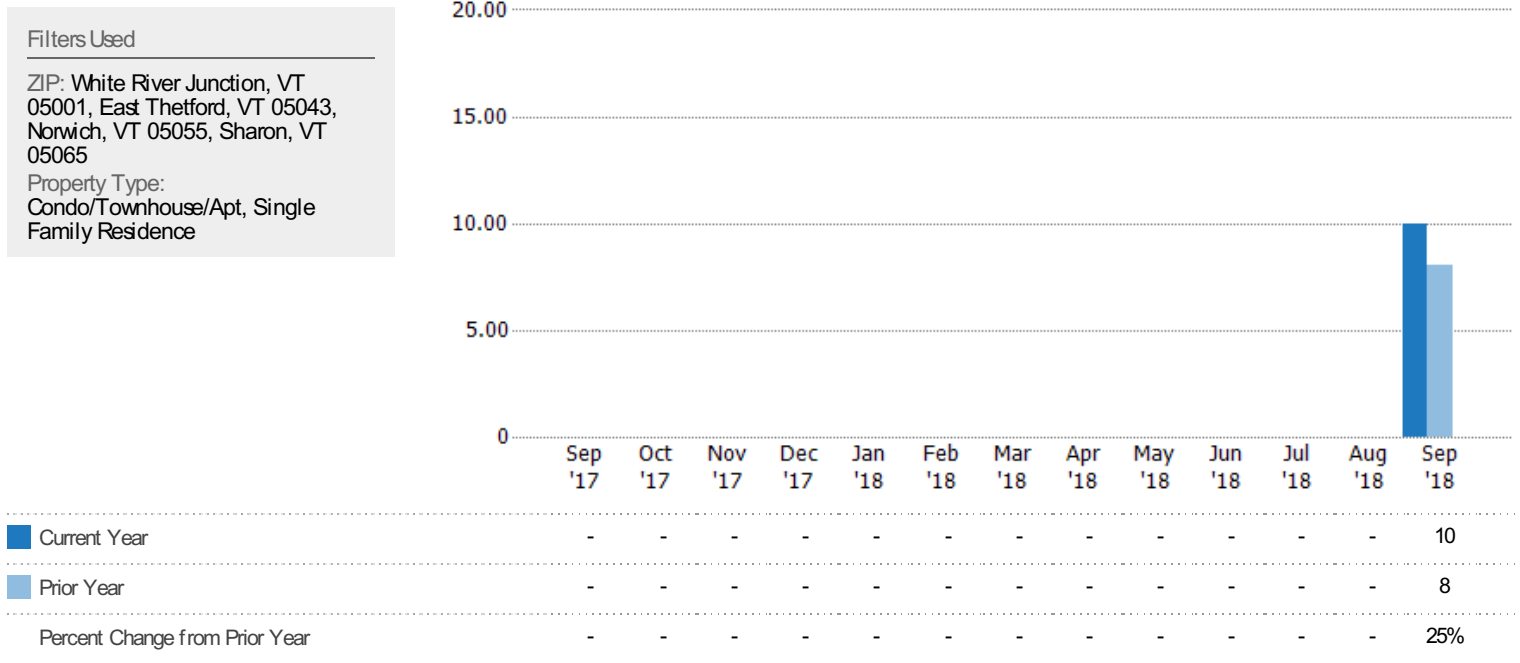 Filters Used
ZIP: White River Junction, VT
05001, East Thetford, VT 05043,
Norwich, VT 05055, Sharon, VT
05065
Property Type:
Condo/Townhouse/Apt, Single
Family Residence
20.00
15.00
10.00
5.00
0
Sep Oct Nov Dec Jan Feb Mar Apr May Jun Jul Aug Sep
'17 '17 '17 '17 '18 '18 '18 '18 '18 '18 '18 '18 '18
Current Year - - - - - - - - - - - - 10
Prior Year - - - - - - - - - - - - 8
Percent Change from Prior Year - - - - - - - - - - - - 25%